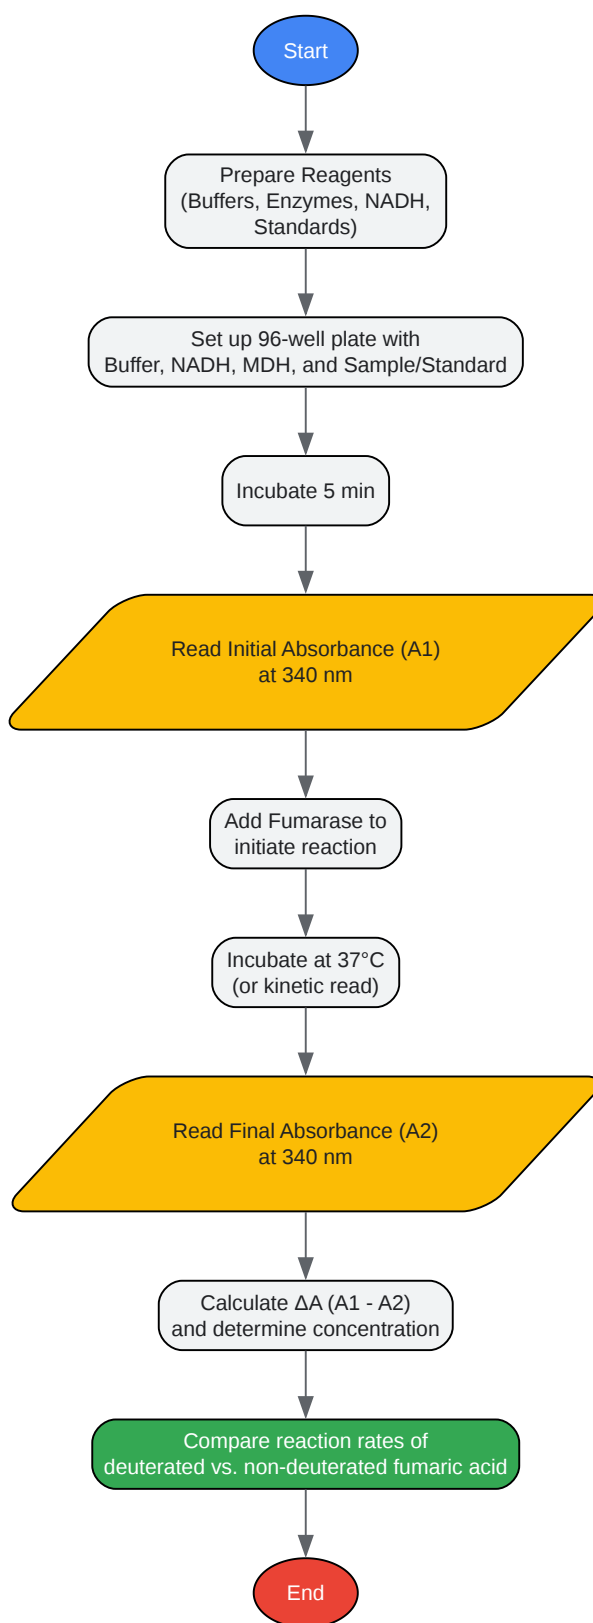 Start
Prepare Reagents
(Buffers, Enzymes, NADH,
Standards)
Set up 96-well plate with
Buffer, NADH, MDH, and Sample/Standard
Incubate 5 min
Read Initial Absorbance (A1)
at 340 nm
Add Fumarase to
initiate reaction
Incubate at 37°C
(or kinetic read)
Read Final Absorbance (A2)
at 340 nm
Calculate ΔA (A1 - A2)
and determine concentration
Compare reaction rates of
deuterated vs. non-deuterated fumaric acid
End